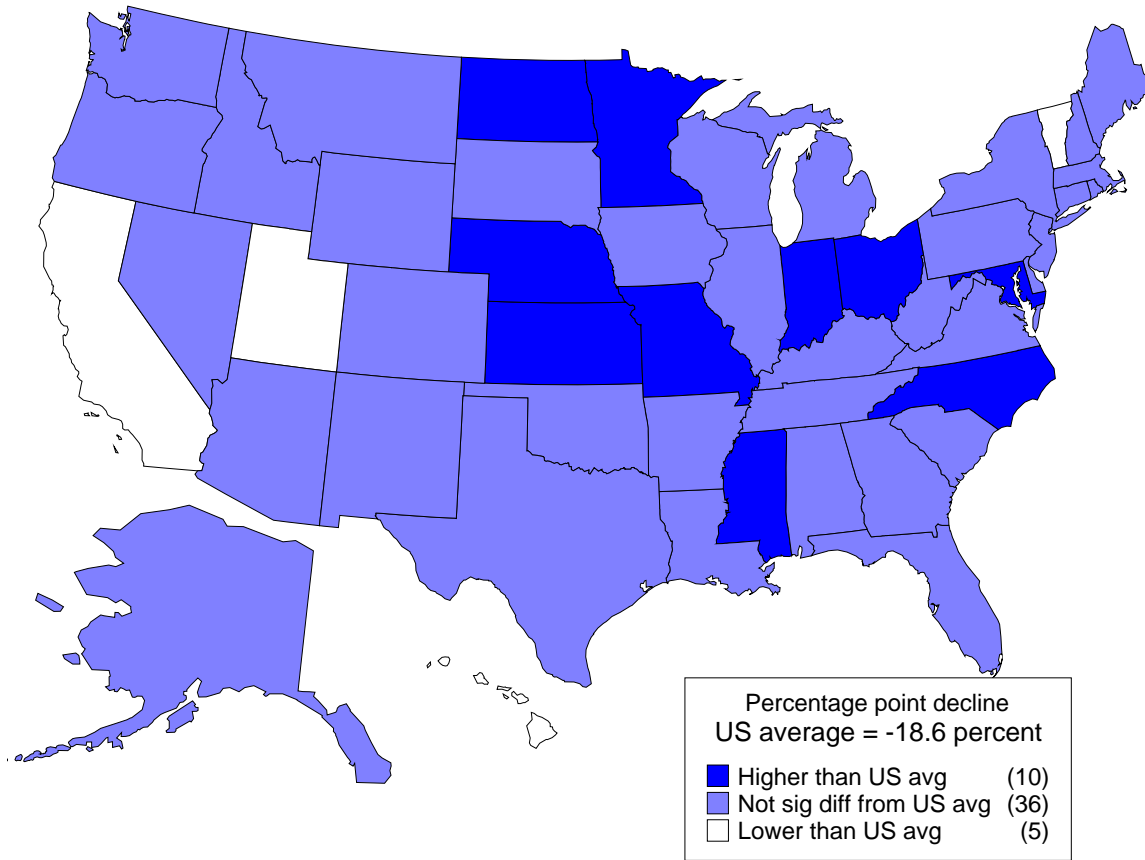 Percentage point decline
US average = -18.6 percent
Higher than US avg (10)
Not sig diff from US avg (36)
Lower than US avg (5)